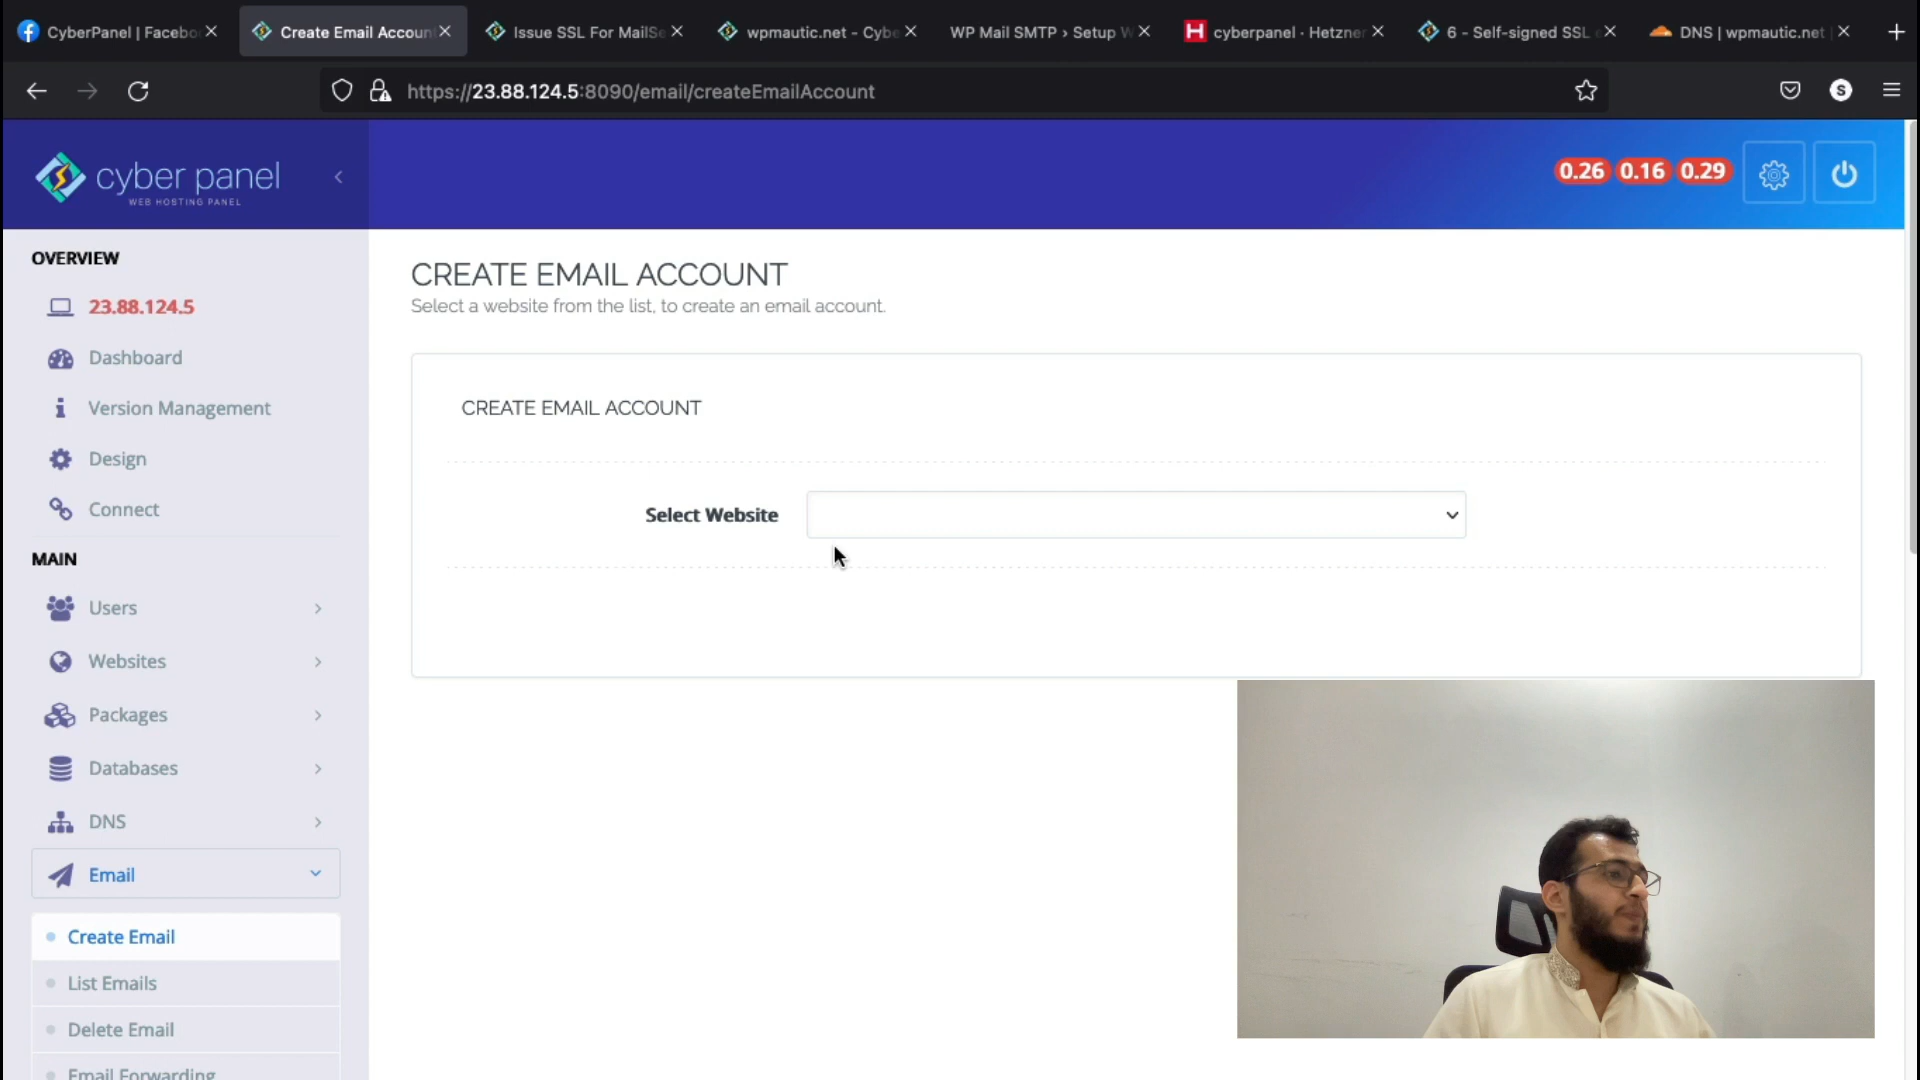 CyberPanel | Facebo
Create Email Accoun
Issue SSL For MailSe
wpmautic.net - Cybe
WP Mail SMTP › Setup W
H cyberpanel · Hetzner
6 - Self-signed SSL
DNS | wpmautic.net |
https://23.88.124.5:8090/email/createEmailAccount
S
cyber panel
WEB HOSTING PANEL
0.26 0.16 0.29
OVERVIEW
23.88.124.5
Dashboard
Version Management
Design
Connect
MAIN
Users
Websites
Packages
Databases
DNS
Email
Create Email
List Emails
Delete Email
Email Forwarding
CREATE EMAIL ACCOUNT
Select a website from the list, to create an email account.
CREATE EMAIL ACCOUNT
Select Website